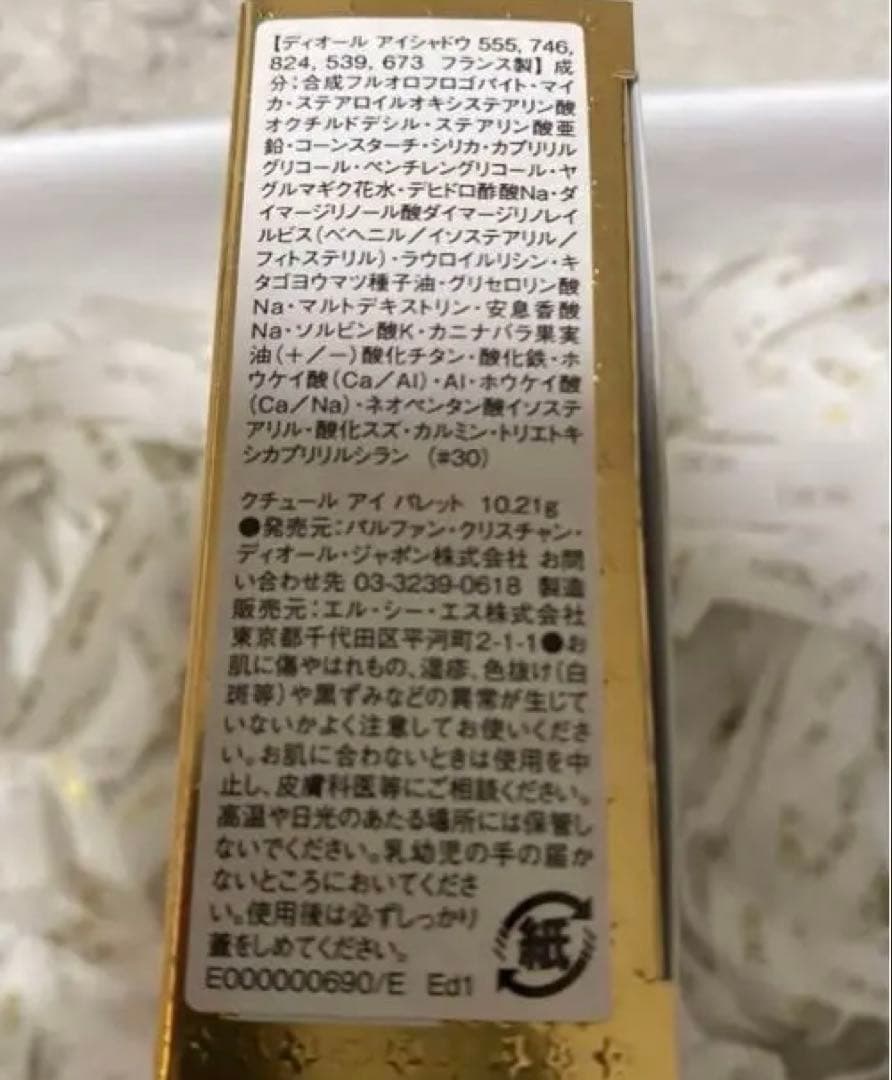 【ディオール アイシャドウ 555, 746,
824, 539, 673 フランス製】 成
分:合成フルオロフロゴパイト・マイ
カ・ステアロイルオキシステアリン酸
オクチルドデシル・ステアリン酸亜
鉛・コーンスターチ・シリカ・カプリリル
グリコール・ペンチレングリコール・ヤ
グルマギク花水・デヒドロ酢酸Na・ダ
イマージリノール酸ダイマージリノレイ
ルビス(ベヘニル/イソステアリル/
フィトステリル)・ラウロイルリシン・キ
タゴヨウマツ種子油・グリセロリン酸
Na・マルトデキストリン・安息香酸
Na・ソルビン酸K・カニナバラ果実
油(+/-)酸化チタン・酸化鉄・ホ
ウケイ酸(Ca/Al)・Al・ホウケイ酸
(Ca/Na)・ネオペンタン酸イソステ
アリル・酸化スズ・カルミン・トリエトキ
シカプリリルシラン (#30)
クチュール アイ パレット 10.21g
●発売元:パルファン・クリスチャン・
ディオール・ジャポン株式会社 お問
い合わせ先 03-3239-0618 製造
販売元:エル・シー・エス株式会社
東京都千代田区平河町2-1-1●お
肌に傷やはれもの、湿疹、色抜け(白
斑等)や黒ずみなどの異常が生じて
いないかよく注意してお使いくださ
い。お肌に合わないときは使用を中
止し、皮膚科医等にご相談ください。
高温や日光のあたる場所には保管し
ないでください。乳幼児の手の届か
ないところにおいてくださ
い。使用後は必ずしっかり
蓋をしめてください。
紙
E000000690/E Ed1